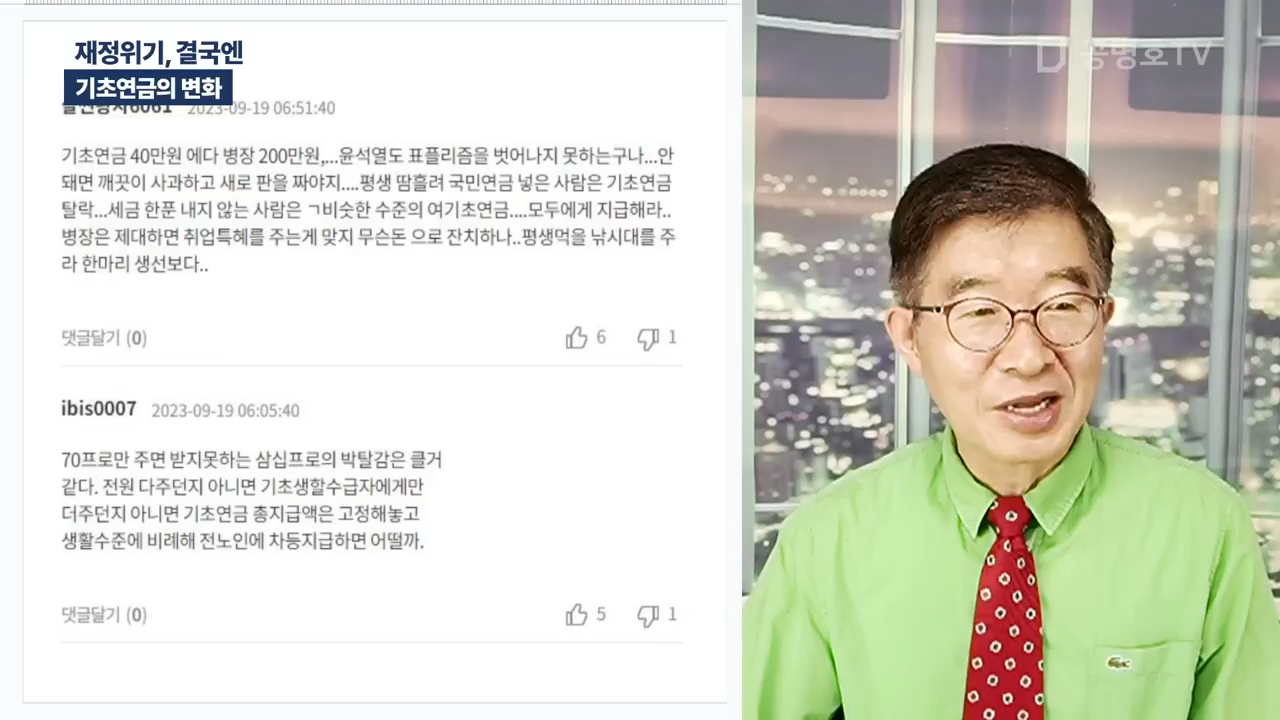 재정위기, 결국엔
기초연금의 변화
2023-09-19 06:51:40
기초연금 40만원 에다 병장 200만원,...윤석열도 표플리즘을 벗어나지 못하는구나...안
돼면 깨끗이 사과하고 새로 판을 짜야지....평생 땀흘려 국민연금 넣은 사람은 기초연금
탈락...세금 한푼 내지 않는 사람은 ㄱ비슷한 수준의 여기초연금....모두에게 지급해라..
병장은 제대하면 취업특혜를 주는게 맞지 무슨돈 으로 잔치하나..평생먹을 낚시대를 주
라 한마리 생선보다..
댓글달기 (0)
6
1
ibis0007 2023-09-19 06:05:40
70프로만 주면 받지못하는 삼십프로의 박탈감은 클거
같다. 전원 다주던지 아니면 기초생할수급자에게만
더주던지 아니면 기초연금 총지급액은 고정해놓고
생활수준에 비례해 전노인에 차등지급하면 어떨까.
댓글달기 (0)
5
1
공병호TV